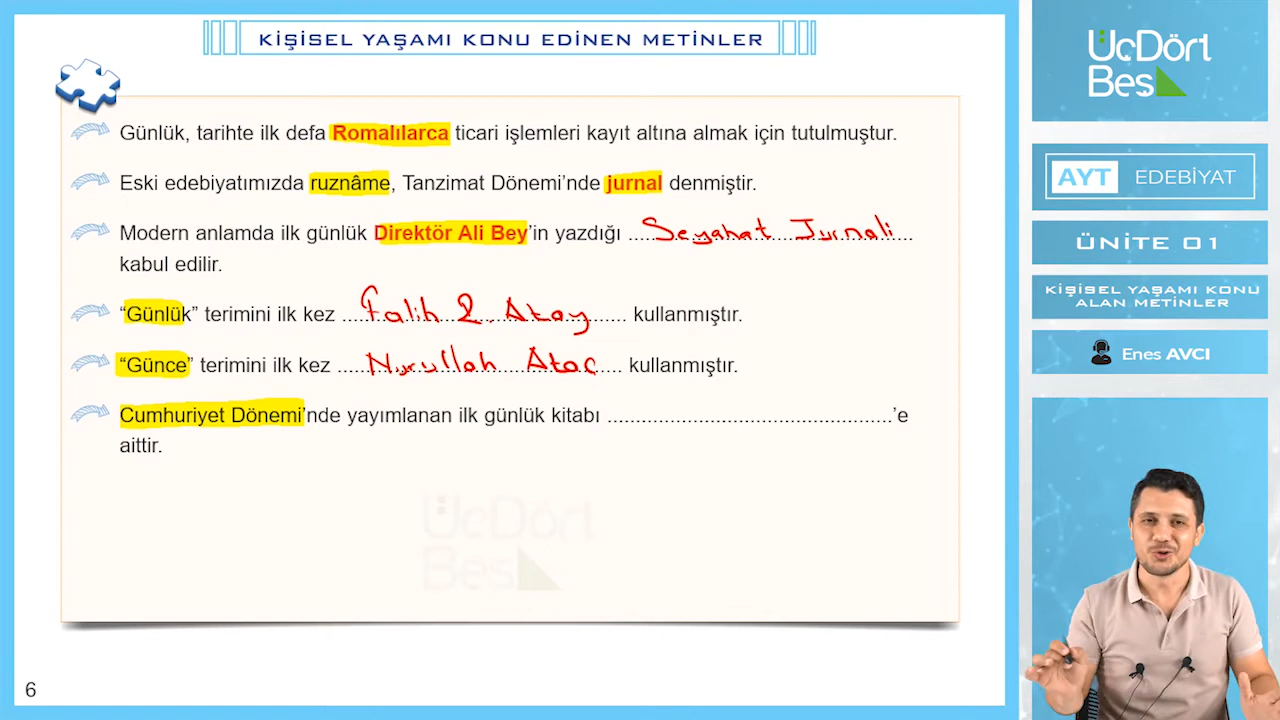 KİŞİSEL YAŞAMI KONU EDİNEN METİNLER
Günlük, tarihte ilk defa Romalılarca ticari işlemleri kayıt altına almak için tutulmuştur.
Eski edebiyatımızda ruznâme, Tanzimat Dönemi’nde jurnal denmiştir.
Modern anlamda ilk günlük Direktör Ali Bey’in yazdığı ..... Seyahat Jurnali .....
kabul edilir.
“Günlük” terimini ilk kez ..... Falih R. Atay ..... kullanmıştır.
“Günce” terimini ilk kez ..... Nurullah Ataç ..... kullanmıştır.
Cumhuriyet Dönemi’nde yayımlanan ilk günlük kitabı ..................................................’e
aittir.
ÜçDört
Beş
6
ÜçDört
Beş
AYT EDEBİYAT
ÜNİTE 01
KİŞİSEL YAŞAMI KONU
ALAN METİNLER
Enes AVCI